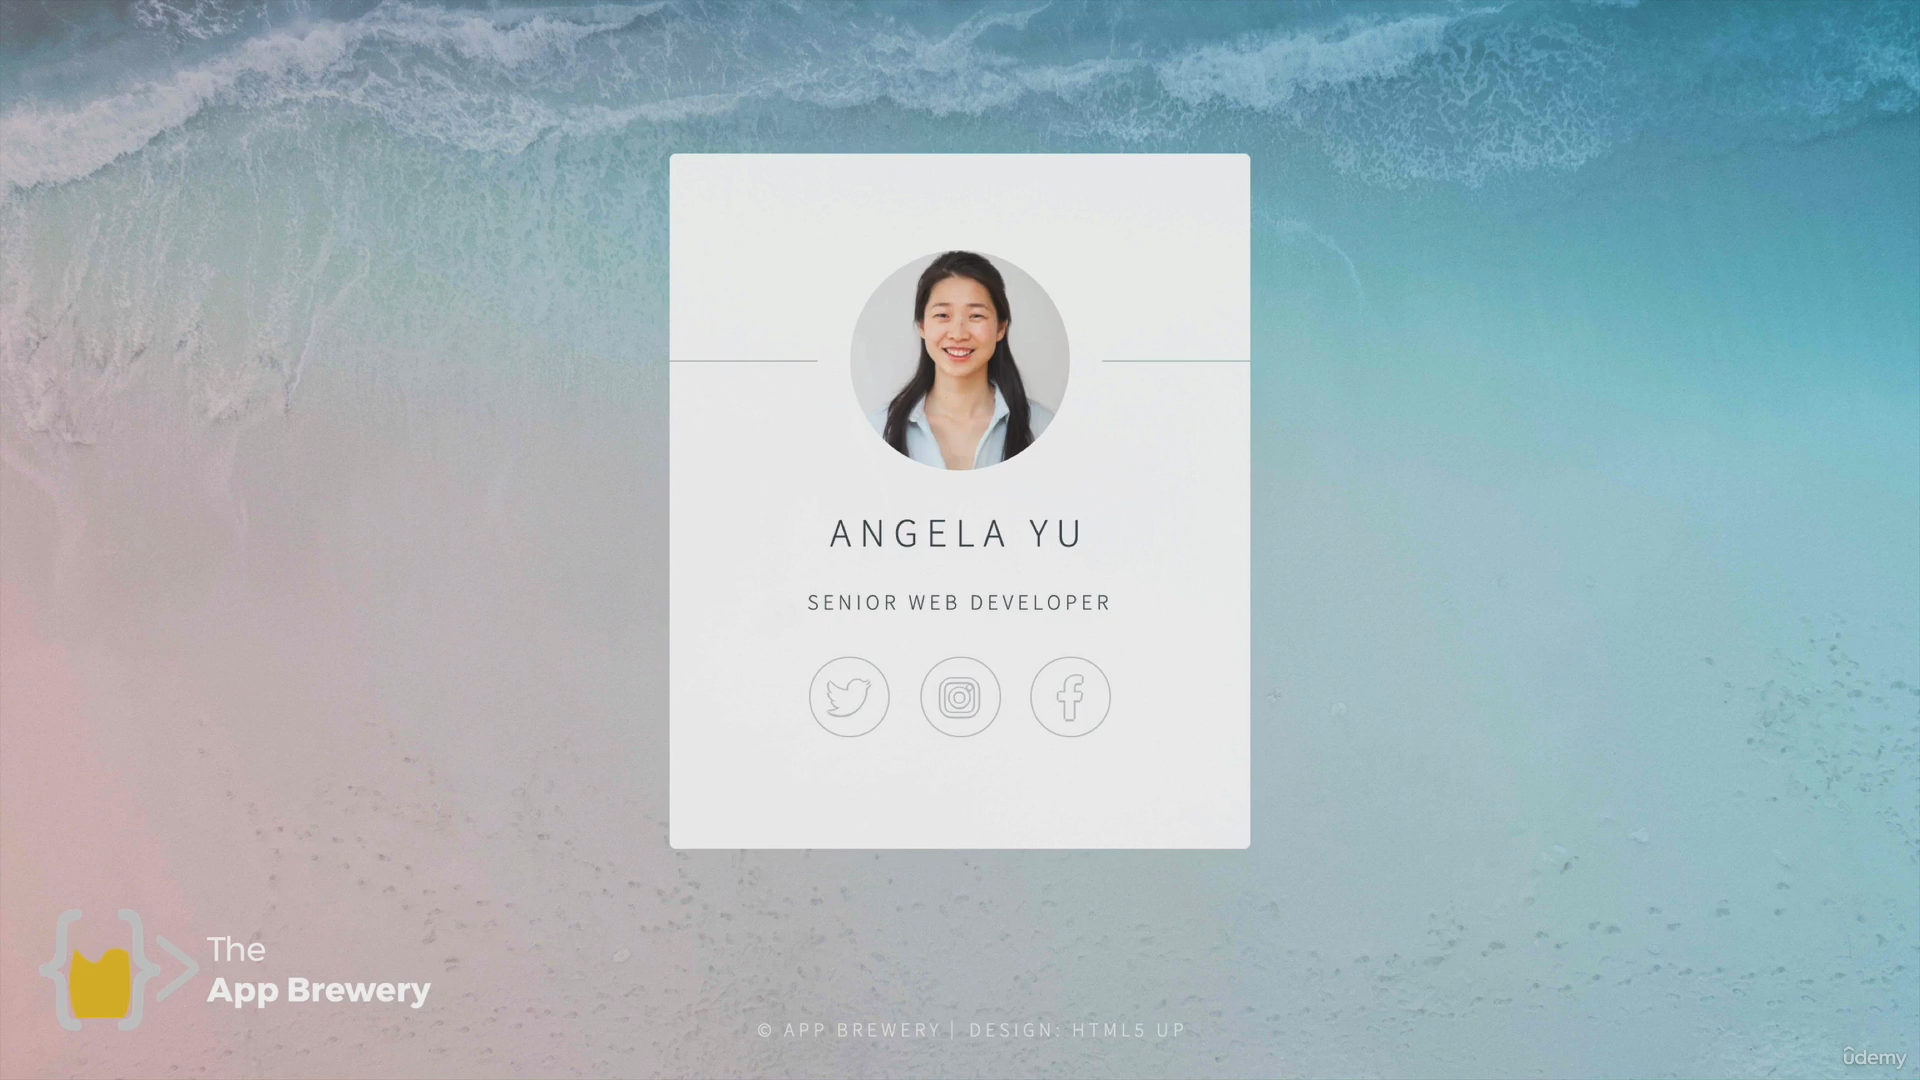 ANGELA YU
SENIOR WEB DEVELOPER
The
App Brewery
© APP BREWERY | DESIGN: HTML5 UP
ûdemy